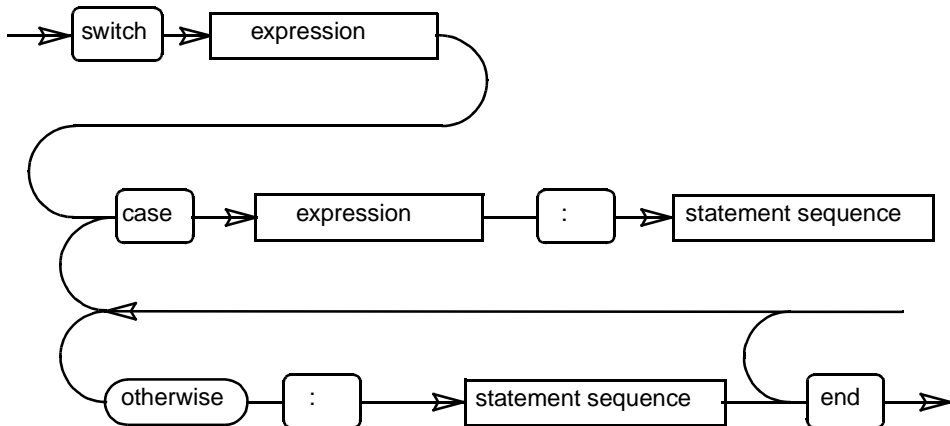 switch expression
case expression : statement sequence
otherwise : statement sequence end